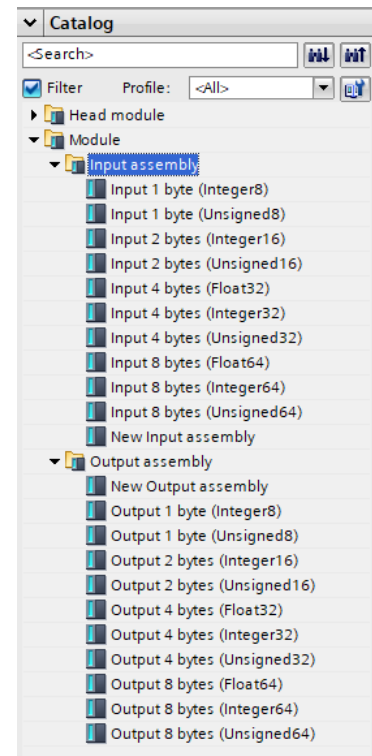 Catalog
<Search>
Filter Profile: <All>
Head module
Module
Input assembly
Input 1 byte (Integer8)
Input 1 byte (Unsigned8)
Input 2 bytes (Integer16)
Input 2 bytes (Unsigned16)
Input 4 bytes (Float32)
Input 4 bytes (Integer32)
Input 4 bytes (Unsigned32)
Input 8 bytes (Float64)
Input 8 bytes (Integer64)
Input 8 bytes (Unsigned64)
New Input assembly
Output assembly
New Output assembly
Output 1 byte (Integer8)
Output 1 byte (Unsigned8)
Output 2 bytes (Integer16)
Output 2 bytes (Unsigned16)
Output 4 bytes (Float32)
Output 4 bytes (Integer32)
Output 4 bytes (Unsigned32)
Output 8 bytes (Float64)
Output 8 bytes (Integer64)
Output 8 bytes (Unsigned64)